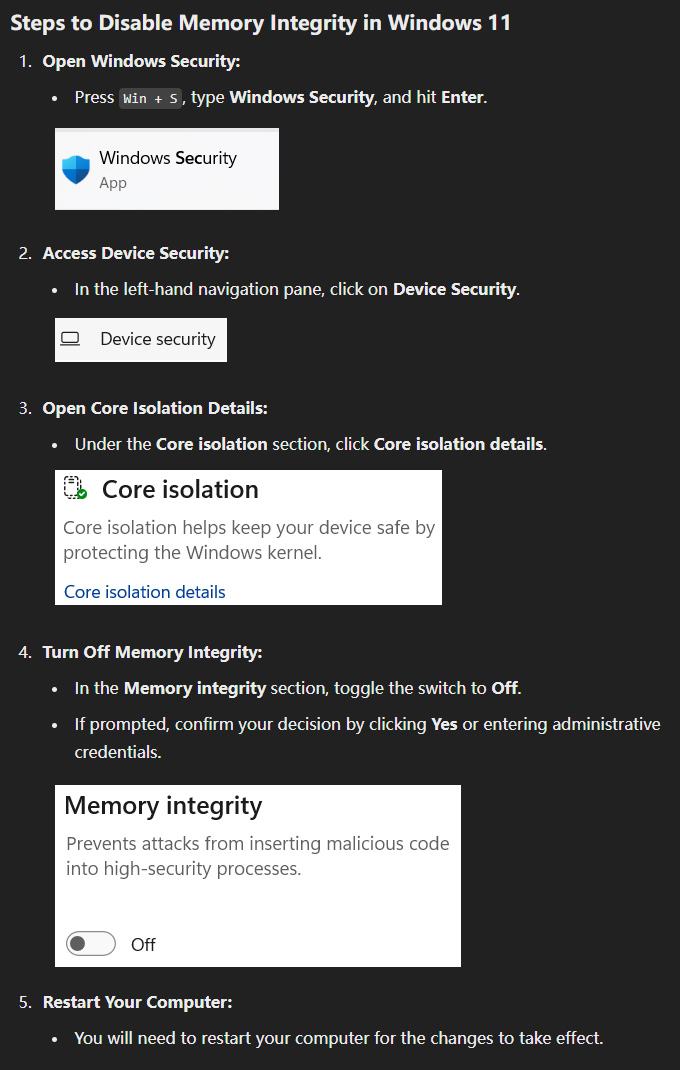 Steps to Disable Memory Integrity in Windows 11
1. Open Windows Security:
• Press Win + S, type Windows Security, and hit Enter.
Windows Security
App
2. Access Device Security:
• In the left-hand navigation pane, click on Device Security.
Device security
3. Open Core Isolation Details:
• Under the Core isolation section, click Core isolation details.
Core isolation
Core isolation helps keep your device safe by
protecting the Windows kernel.
Core isolation details
4. Turn Off Memory Integrity:
• In the Memory integrity section, toggle the switch to Off.
• If prompted, confirm your decision by clicking Yes or entering administrative
credentials.
Memory integrity
Prevents attacks from inserting malicious code
into high-security processes.
Off
5. Restart Your Computer:
• You will need to restart your computer for the changes to take effect.